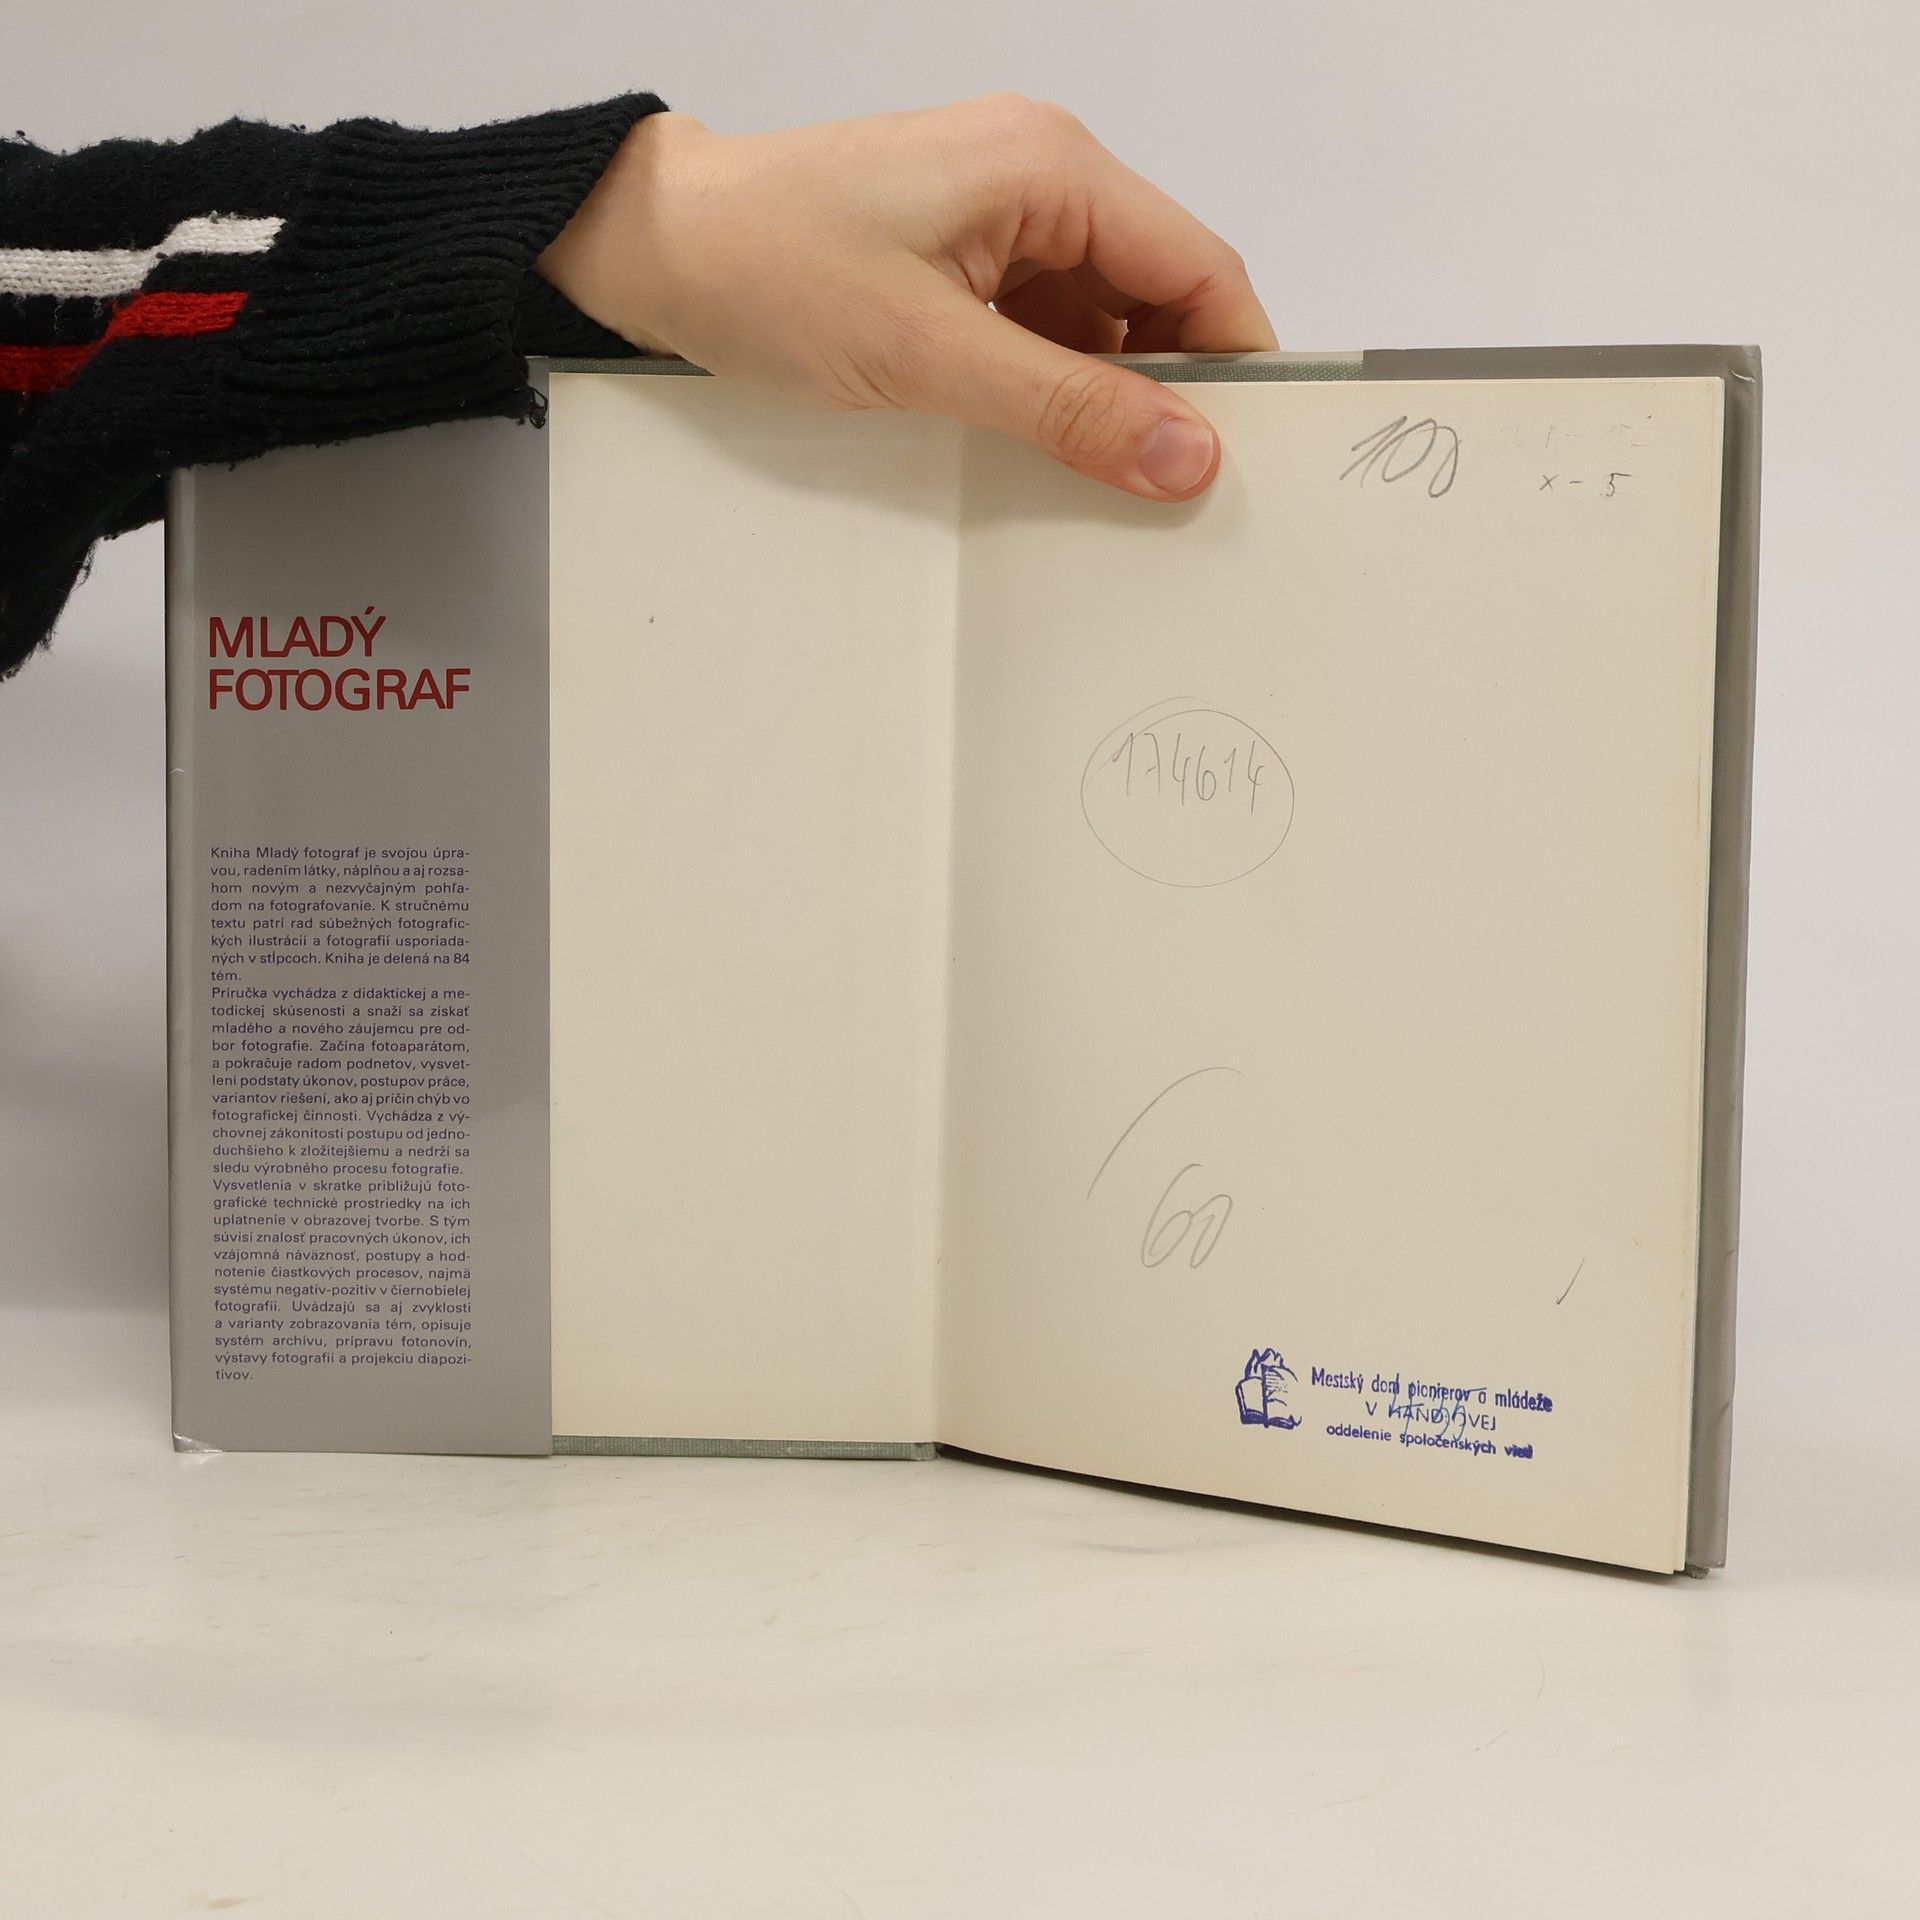 MLADÝ
FOTOGRAF
Kniha Mladý fotograf je svojou úpra-
vou, radením látky, náplňou a aj rozsa-
hom novým a nezvyčajným pohľa-
dom na fotografovanie. K stručnému
textu patrí rad súbežných fotografic-
kých ilustrácií a fotografií usporiada-
ných v stĺpcoch. Kniha je delená na 84
tém.
Príručka vychádza z didaktickej a me-
todickej skúsenosti a snaží sa získať
mladého a nového záujemcu pre od-
bor fotografie. Začína fotoaparátom,
a pokračuje radom podnetov, vysvet-
lení podstaty úkonov, postupov práce,
variantov riešení, ako aj príčin chýb vo
fotografickej činnosti. Vychádza z vý-
chovnej zákonitosti postupu od jedno-
duchšieho k zložitejšiemu a nedrží sa
sledu výrobného procesu fotografie.
Vysvetlenia v skratke približujú foto-
grafické technické prostriedky na ich
uplatnenie v obrazovej tvorbe. S tým
súvisí znalosť pracovných úkonov, ich
vzájomná náväznosť, postupy a hod-
notenie čiastkových procesov, najmä
systému negatív-pozitív v čiernobielej
fotografii. Uvádzajú sa aj zvyklosti
a varianty zobrazovania tém, opisuje
systém archívu, prípravu fotonovín,
výstavy fotografií a projekciu diapozi-
tívov.
100
x - 5
174614
60
Mestský dom pionierov a mládeže
V HANDLOVEJ
oddelenie spoločenských vied